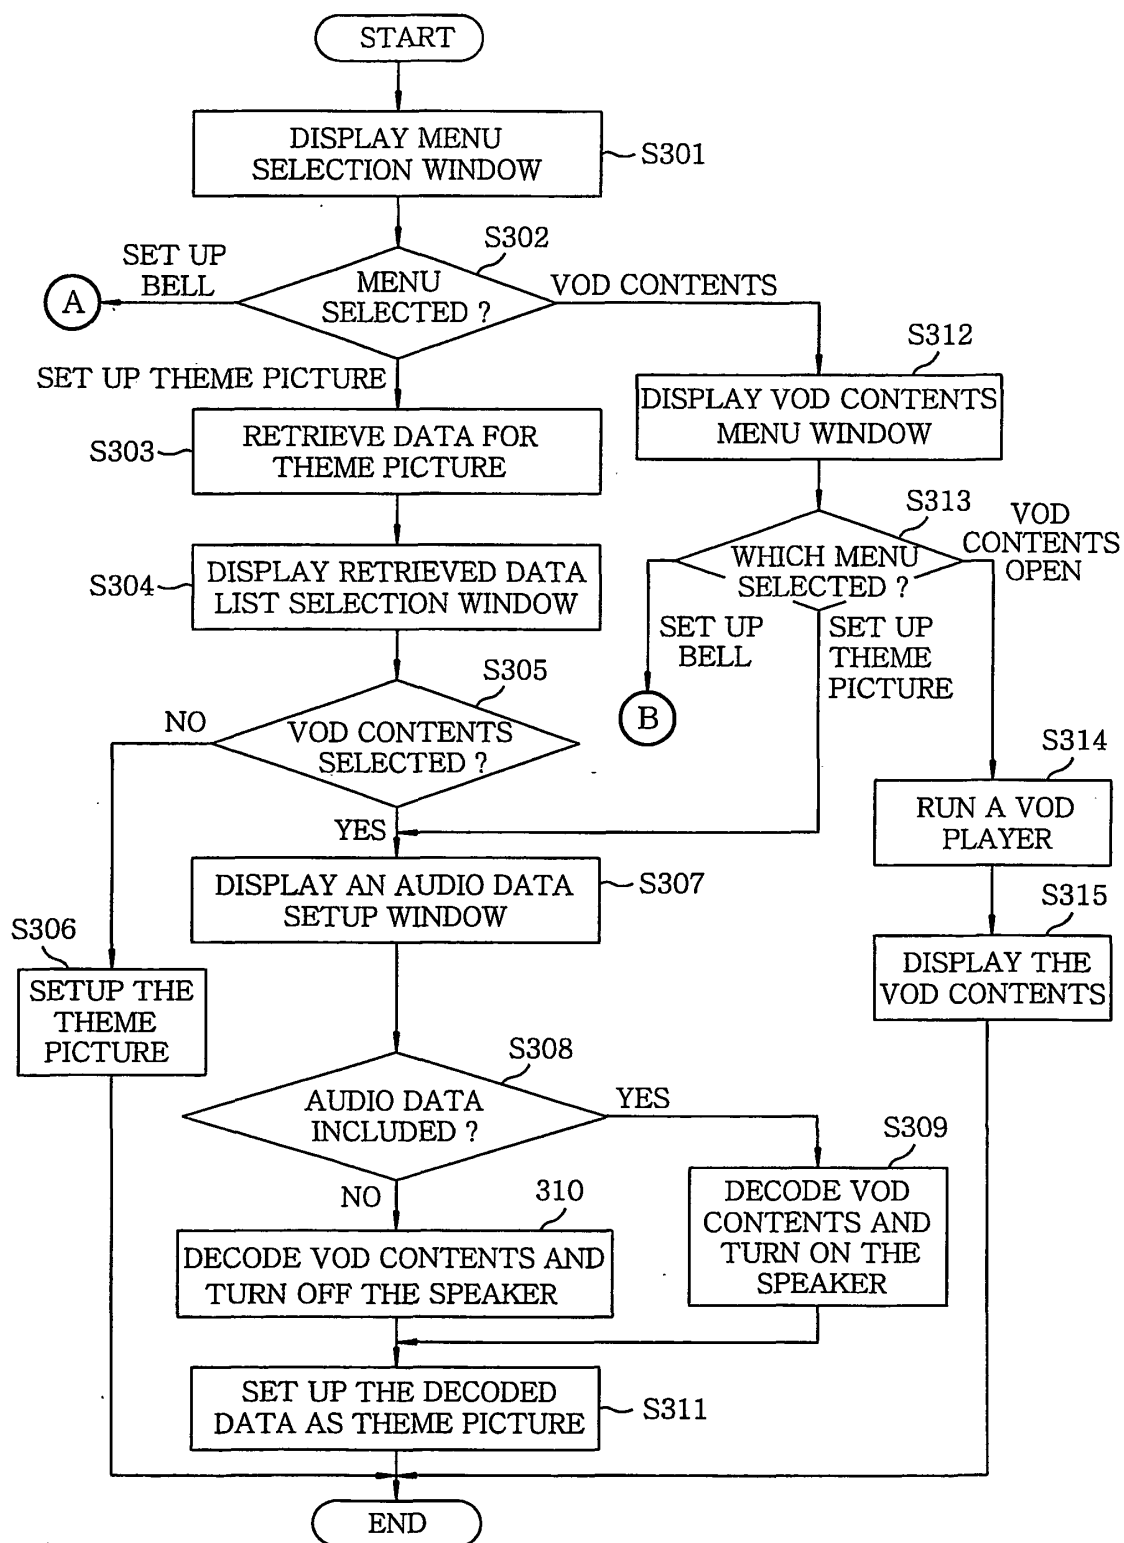 START
DISPLAY MENU
SELECTION WINDOW
S301
S302
SET UP
BELL
A
MENU
SELECTED ?
VOD CONTENTS
SET UP THEME PICTURE
S312
DISPLAY VOD CONTENTS
MENU WINDOW
S303
RETRIEVE DATA FOR
THEME PICTURE
S313
WHICH MENU
SELECTED ?
VOD
CONTENTS
OPEN
S304
DISPLAY RETRIEVED DATA
LIST SELECTION WINDOW
SET UP
BELL
B
SET UP
THEME
PICTURE
S305
NO
VOD CONTENTS
SELECTED ?
YES
S314
RUN A VOD
PLAYER
DISPLAY AN AUDIO DATA
SETUP WINDOW
S307
S315
DISPLAY THE
VOD CONTENTS
S306
SETUP THE
THEME
PICTURE
S308
AUDIO DATA
INCLUDED ?
YES
NO
S309
DECODE VOD
CONTENTS AND
TURN ON THE
SPEAKER
310
DECODE VOD CONTENTS AND
TURN OFF THE SPEAKER
SET UP THE DECODED
DATA AS THEME PICTURE
S311
END